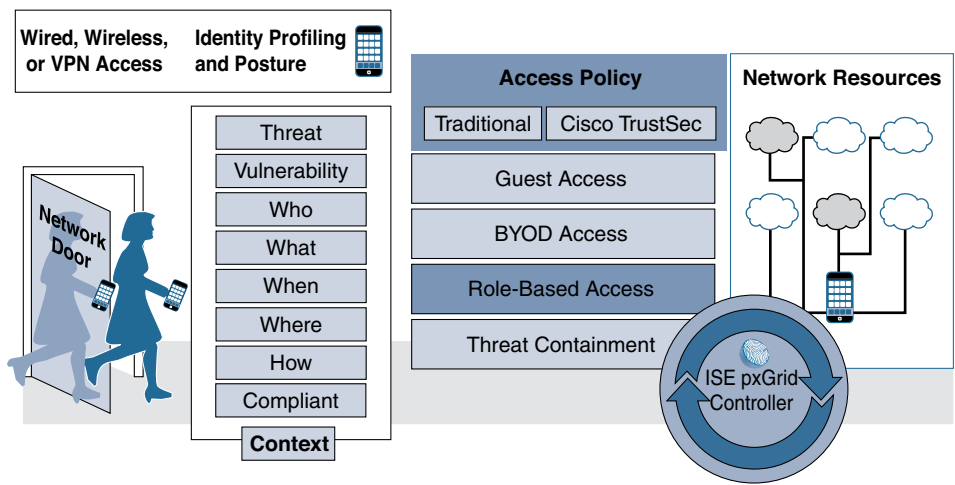 Wired, Wireless,
or VPN Access
Identity Profiling
and Posture
Network
Door
Threat
Vulnerability
Who
What
When
Where
How
Compliant
Context
Access Policy
Traditional
Cisco TrustSec
Guest Access
BYOD Access
Role-Based Access
Threat Containment
Network Resources
ISE pxGrid
Controller